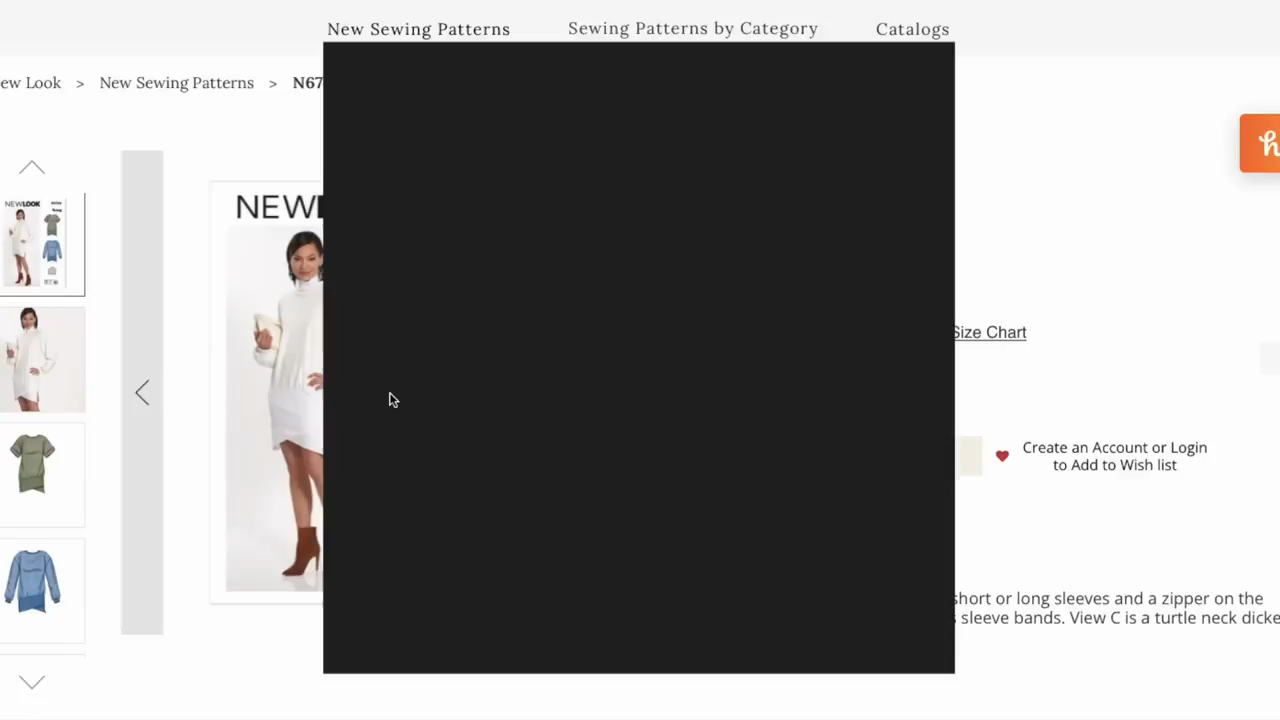 New Sewing Patterns Sewing Patterns by Category Catalogs
ew Look > New Sewing Patterns > N67
NEWLOOK
NEW
Size Chart
Create an Account or Login
to Add to Wish list
short or long sleeves and a zipper on the
sleeve bands. View C is a turtle neck dicke